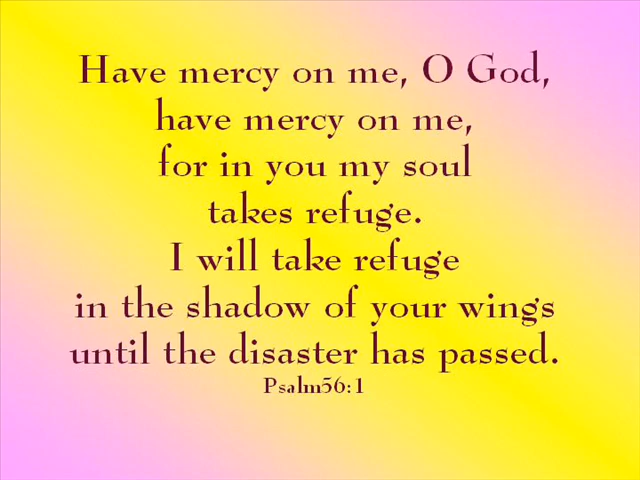 Have mercy on me, O God,
have mercy on me,
for in you my soul
takes refuge.
I will take refuge
in the shadow of your wings
until the disaster has passed.
Psalm56:1